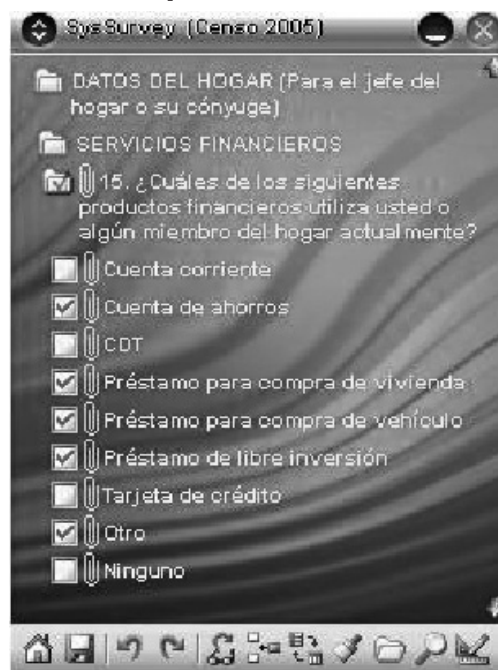 SysSurvey (Censo 2005)
DATOS DEL HOGAR (Para el jefe del
hogar o su cónyuge)
SERVICIOS FINANCIEROS
15. ¿Cuáles de los siguientes
productos financieros utiliza usted o
algún miembro del hogar actualmente?
Cuenta corriente
Cuenta de ahorros
CDT
Préstamo para compra de vivienda
Préstamo para compra de vehículo
Préstamo de libre inversión
Tarjeta de crédito
Otro
Ninguno